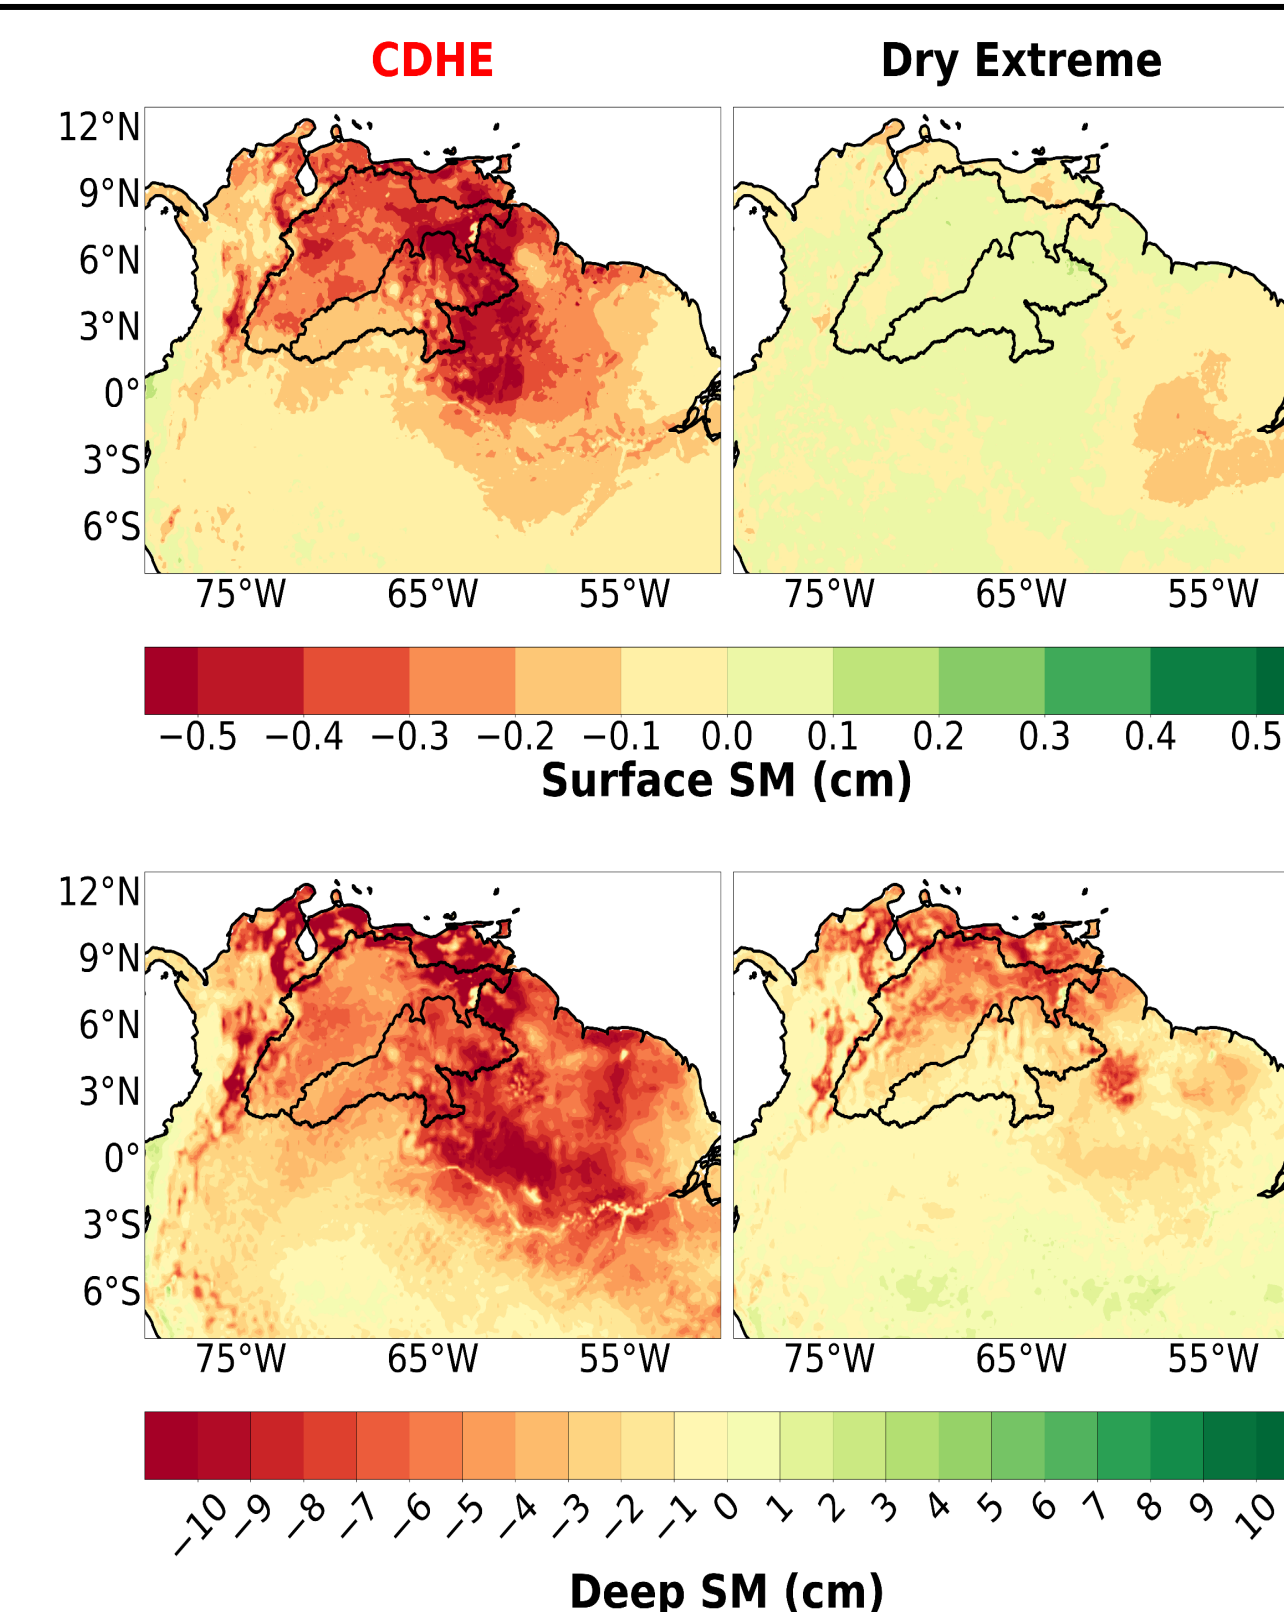 CDHE Dry Extreme
12°N
9°N
6°N
3°N
0°
3°S
6°S
75°W 65°W 55°W 75°W 65°W 55°W
−0.5 −0.4 −0.3 −0.2 −0.1 0.0 0.1 0.2 0.3 0.4 0.5
Surface SM (cm)
12°N
9°N
6°N
3°N
0°
3°S
6°S
75°W 65°W 55°W 75°W 65°W 55°W
−10 −9 −8 −7 −6 −5 −4 −3 −2 −1 0 1 2 3 4 5 6 7 8 9 10
Deep SM (cm)